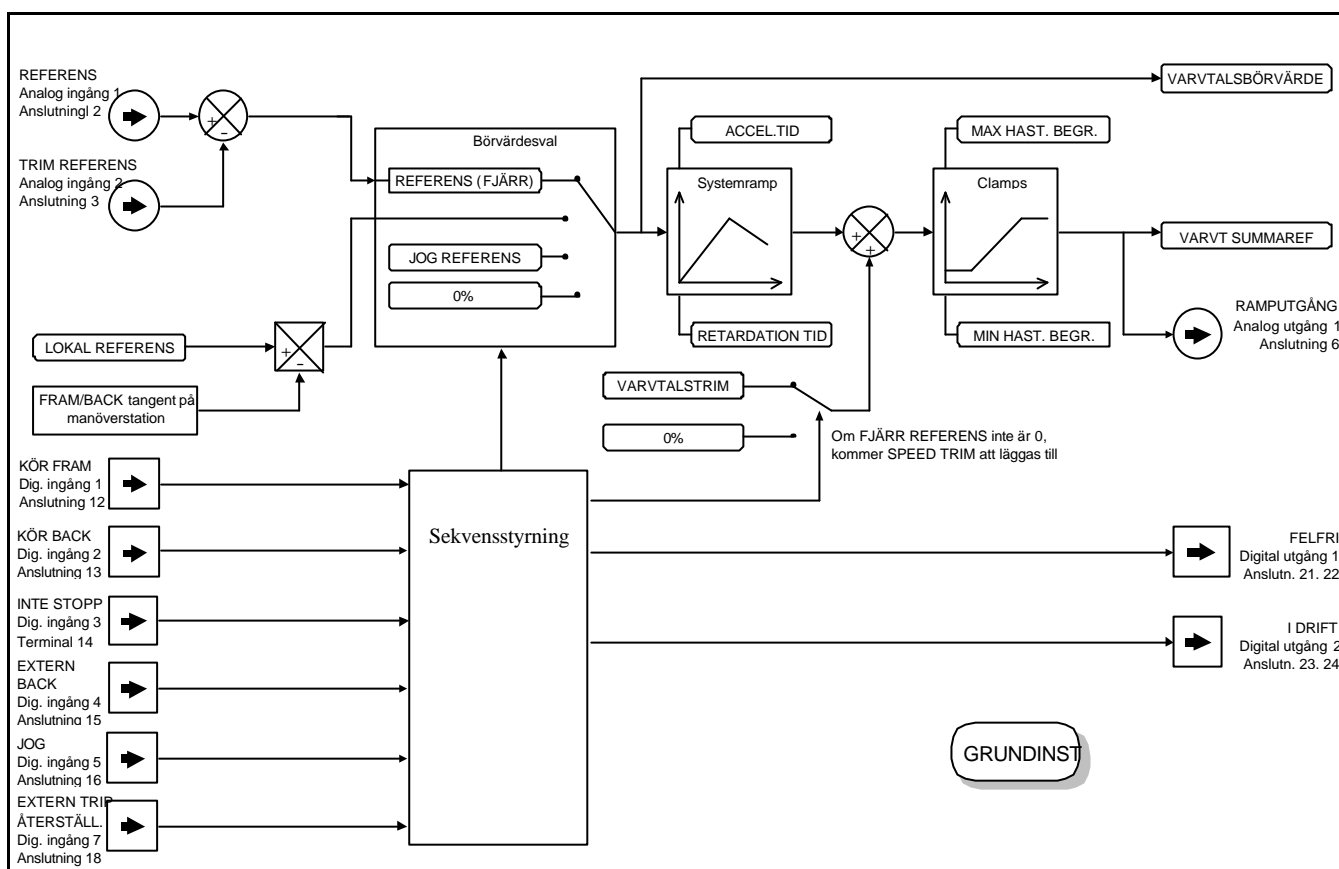 REFERENS
Analog ingång 1
Anslutningl 2
TRIM REFERENS
Analog ingång 2
Anslutning 3
+
-
Börvärdesval
REFERENS (FJÄRR)
JOG REFERENS
0%
LOKAL REFERENS
+
-
FRAM/BACK tangent på
manöverstation
ACCEL.TID
Systemramp
RETARDATION TID
+
+
MAX HAST. BEGR.
Clamps
MIN HAST. BEGR.
VARVTALSBÖRVÄRDE
VARVT SUMMAREF
RAMPUTGÅNG
Analog utgång 1
Anslutning 6
VARVTALSTRIM
0%
Om FJÄRR REFERENS inte är 0,
kommer SPEED TRIM att läggas till
KÖR FRAM
Dig. ingång 1
Anslutning 12
KÖR BACK
Dig. ingång 2
Anslutning 13
INTE STOPP
Dig. ingång 3
Terminal 14
EXTERN
BACK
Dig. ingång 4
Anslutning 15
JOG
Dig. ingång 5
Anslutning 16
EXTERN TRIP
ÅTERSTÄLL.
Dig. ingång 7
Anslutning 18
Sekvensstyrning
FELFRI
Digital utgång 1
Anslutn. 21. 22
I DRIFT
Digital utgång 2
Anslutn. 23. 24
GRUNDINST